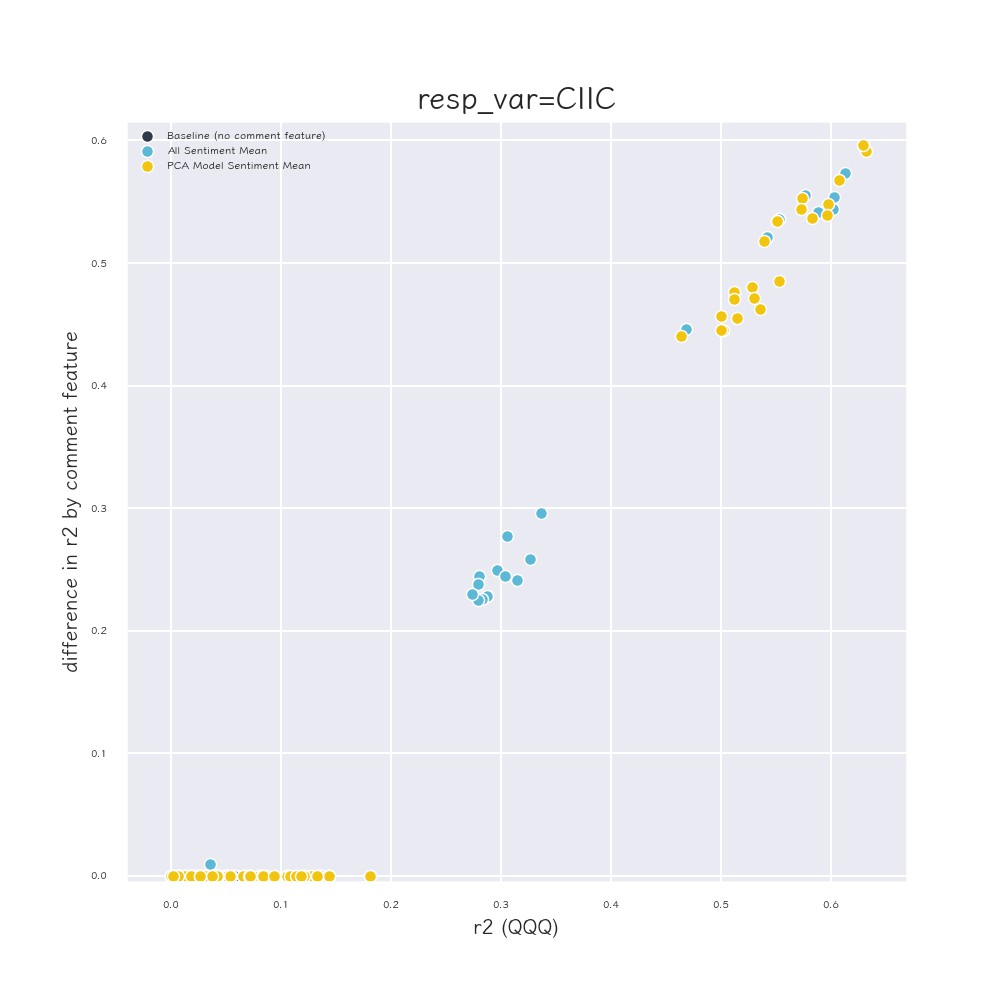 resp_var=CIIC
Baseline (no comment feature)
All Sentiment Mean
PCA Model Sentiment Mean
difference in r2 by comment feature
0.6
0.5
0.4
0.3
0.2
0.1
0.0
0.0 0.1 0.2 0.3 0.4 0.5 0.6
r2 (QQQ)